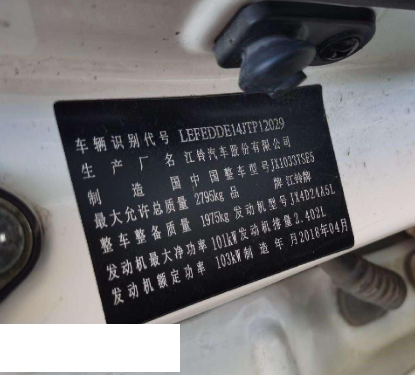 车辆识别代号 LEFEDDE14JTP12029
生产厂名 江铃汽车股份有限公司
制造国 中国 整车型号 JX1033TSE5
最大允许总质量 2795kg 品牌 江铃牌
整车整备质量 1975kg 发动机型号 JX4D24A5L
发动机最大净功率 101kW 发动机排量 2.402L
发动机额定功率 103kW 制造年月 2018年04月